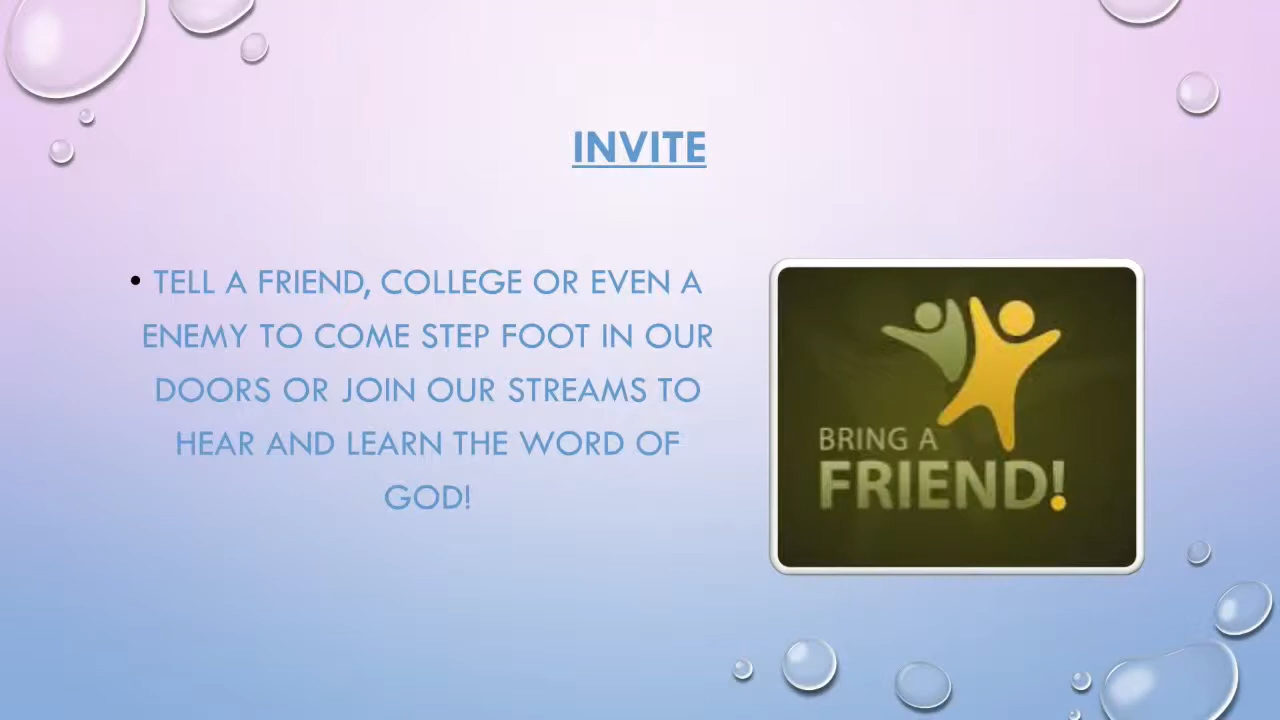 INVITE
• TELL A FRIEND, COLLEGE OR EVEN A
ENEMY TO COME STEP FOOT IN OUR
DOORS OR JOIN OUR STREAMS TO
HEAR AND LEARN THE WORD OF
GOD!
BRING A
FRIEND!